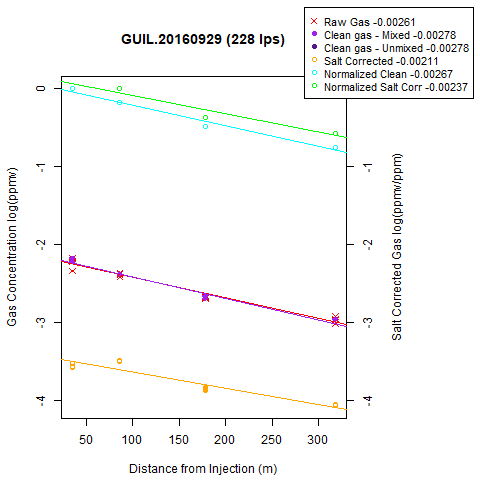 GUIL.20160929 (228 lps)
Raw Gas -0.00261
Clean gas - Mixed -0.00278
Clean gas - Unmixed -0.00278
Salt Corrected -0.00211
Normalized Clean -0.00267
Normalized Salt Corr -0.00237
Gas Concentration log(ppmv)
0
-1
-2
-3
-4
0
-1
-2
-3
-4
Salt Corrected Gas log(ppmv/ppm)
50 100 150 200 250 300
Distance from Injection (m)